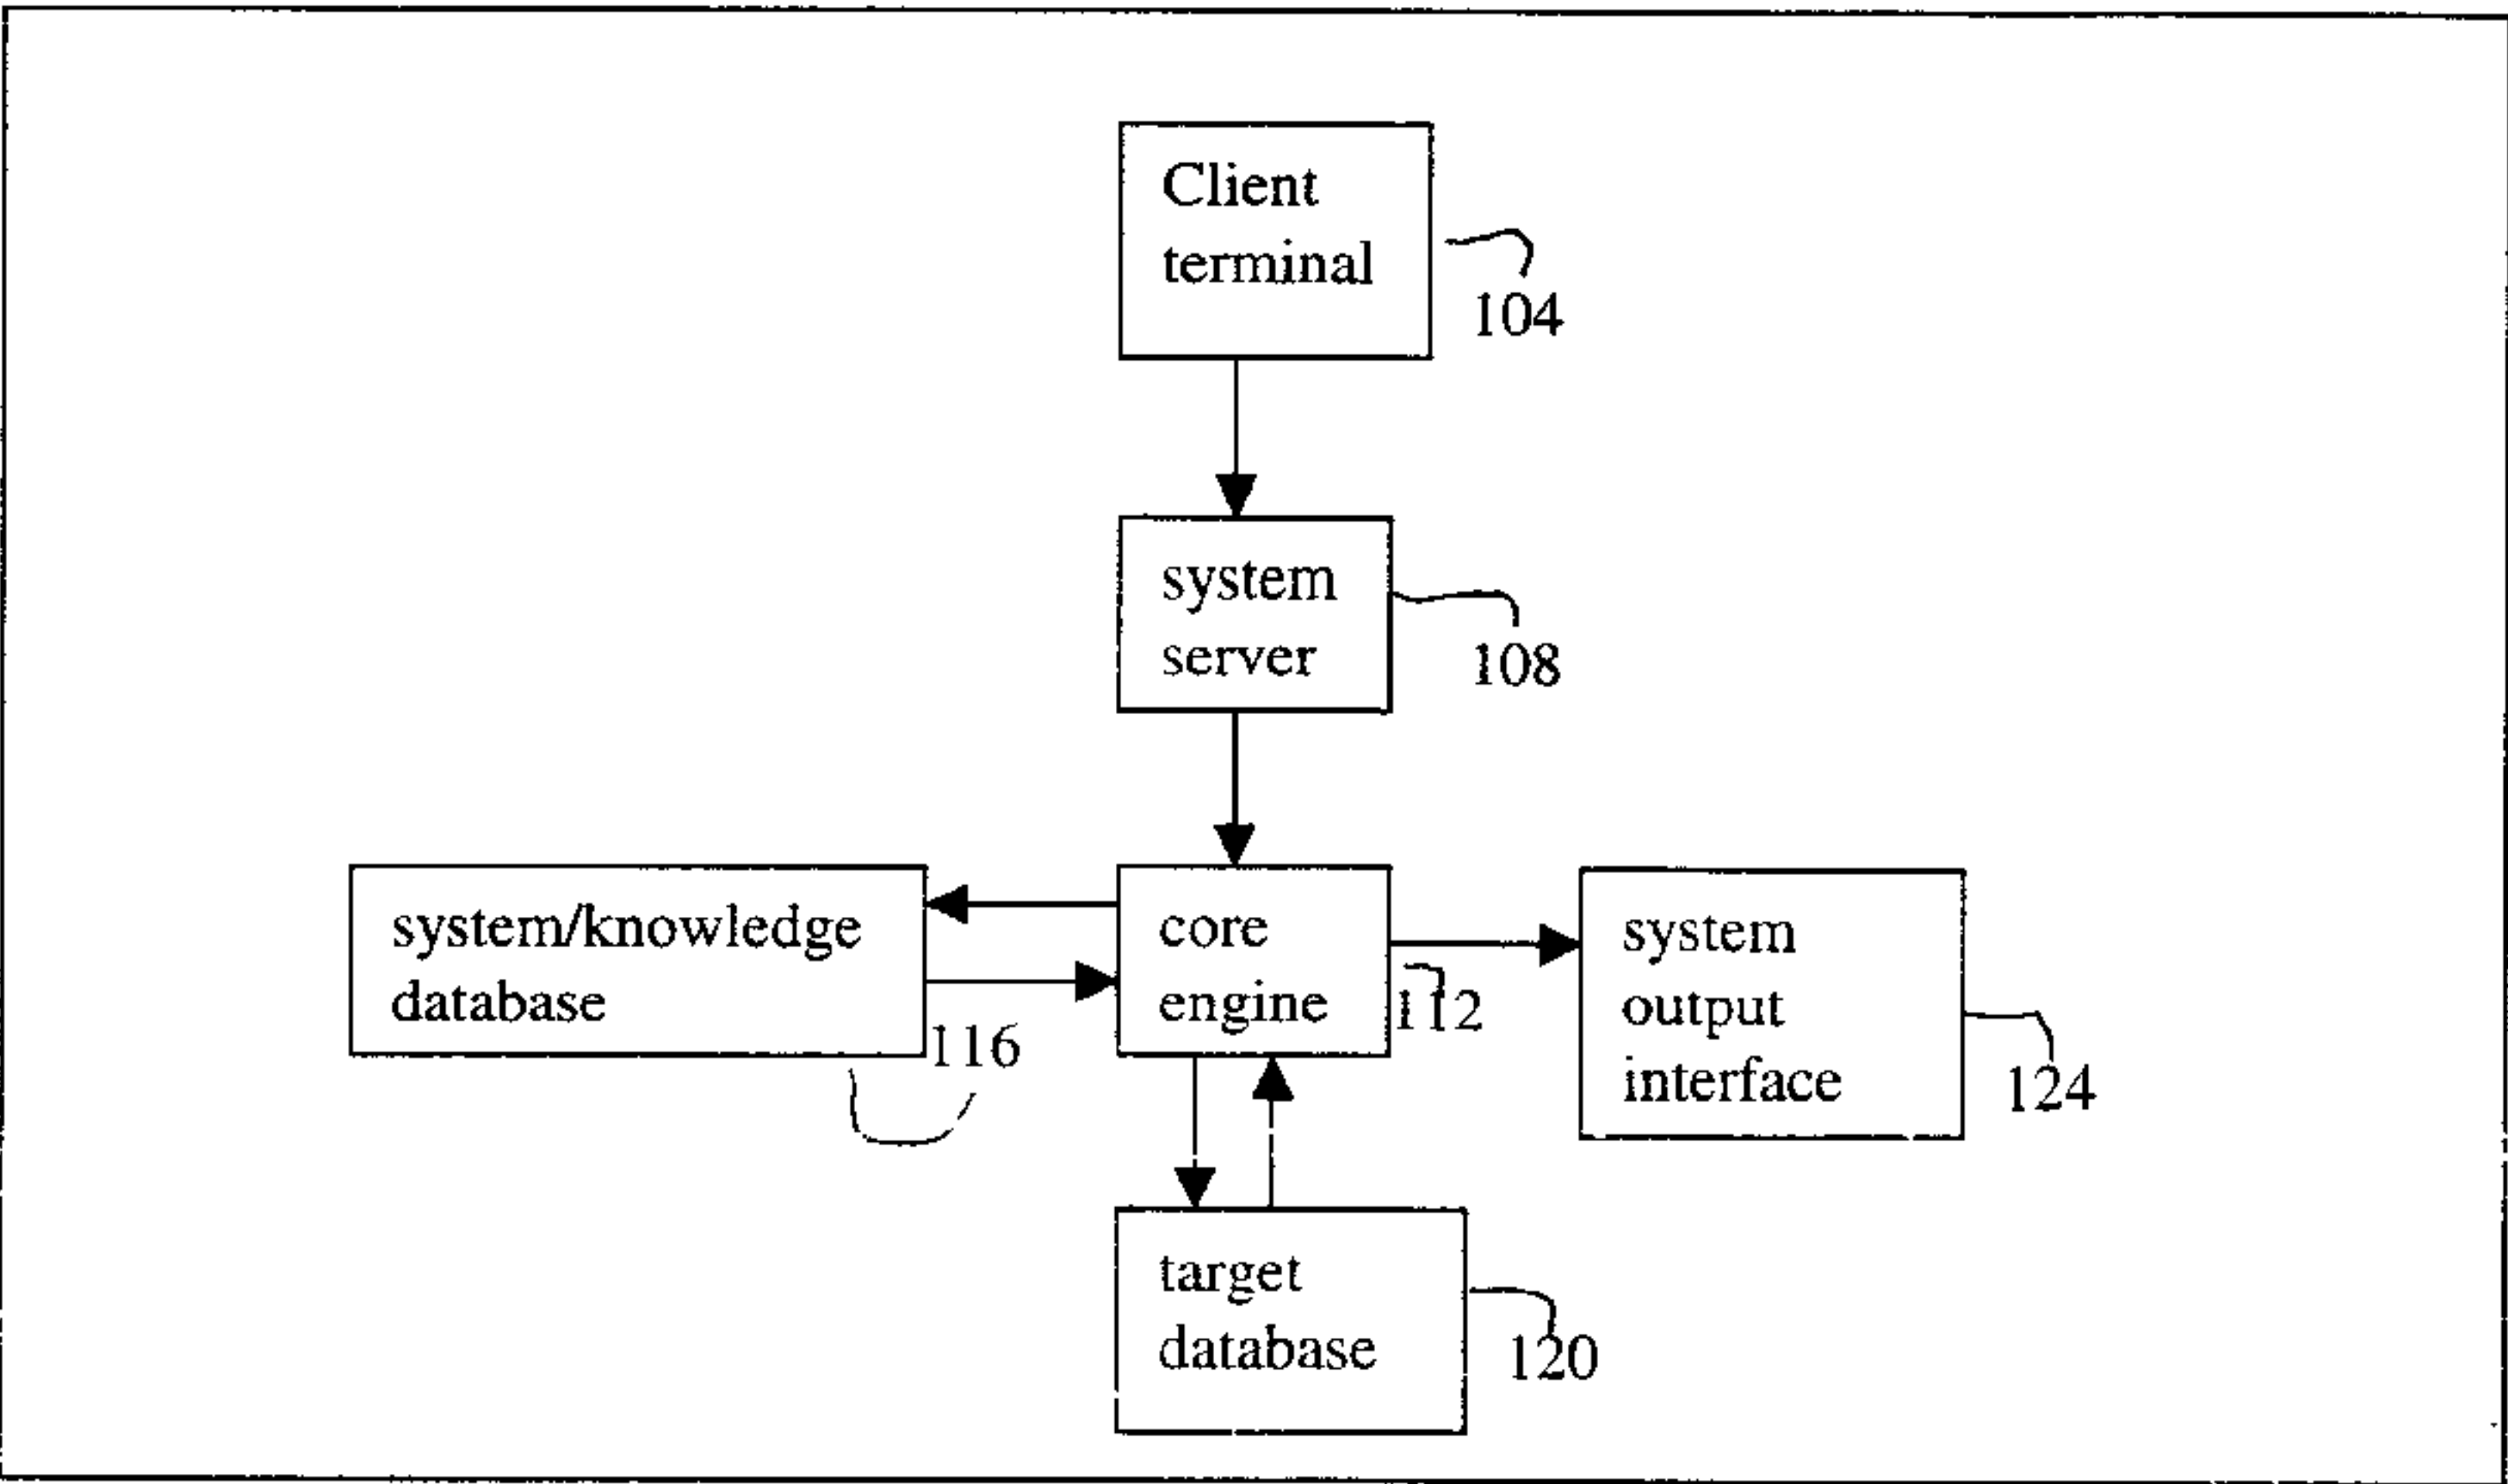 Client
terminal
104
system
server
108
system/knowledge
database
116
core
engine
112
system
output
interface
124
target
database
120